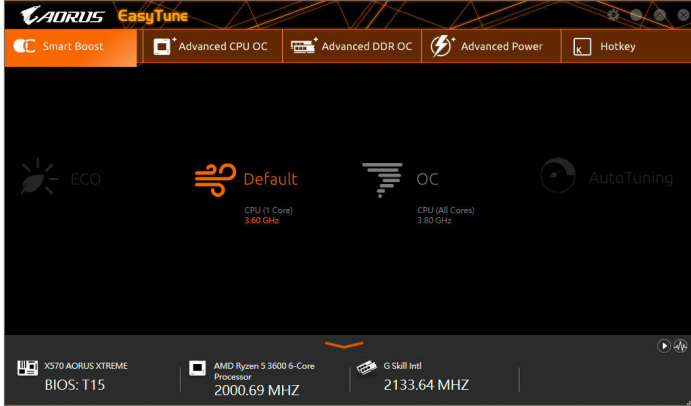 AORUS EasyTune
Smart Boost
Advanced CPU OC
Advanced DDR OC
Advanced Power
K Hotkey
ECO
Default
CPU (1 Core)
3.60 GHz
OC
CPU (All Cores)
3.80 GHz
AutoTuning
X570 AORUS XTREME
BIOS: T15
AMD Ryzen 5 3600 6-Core
Processor
2000.69 MHZ
G Skill Intl
2133.64 MHZ